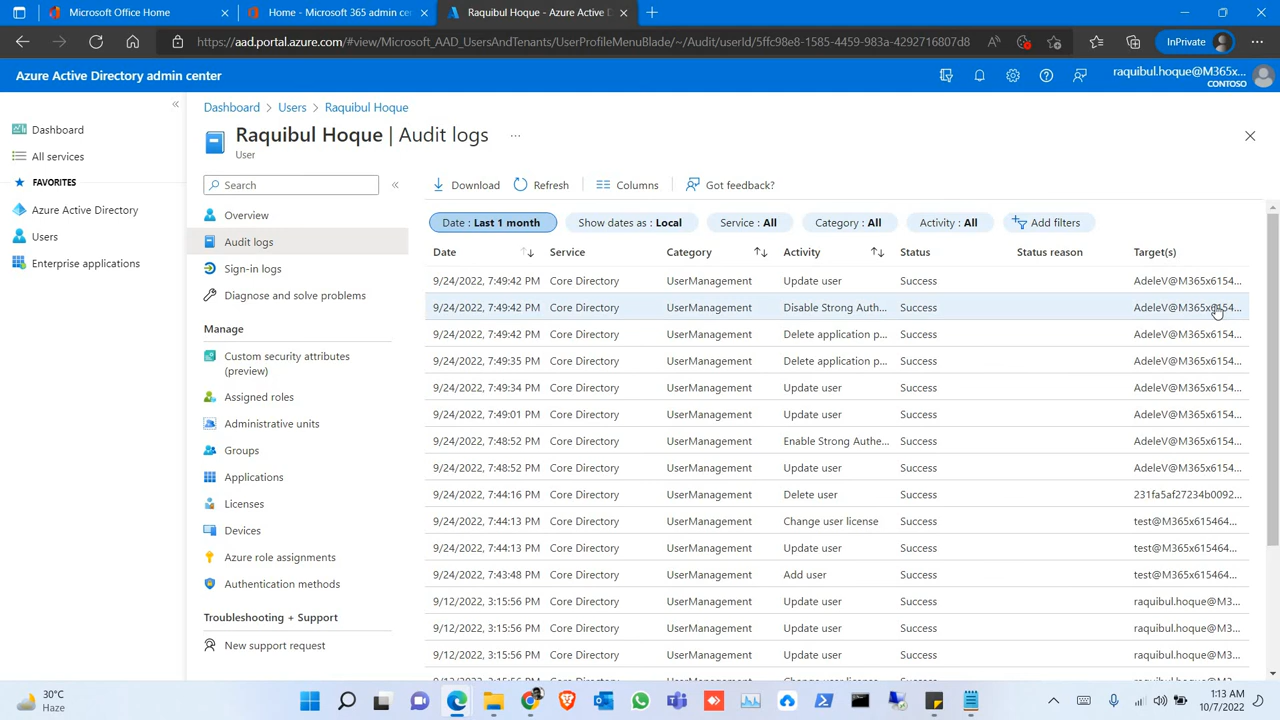 Microsoft Office Home
Home - Microsoft 365 admin cen
Raquibul Hoque - Azure Active D
https://aad.portal.azure.com/#view/Microsoft_AAD_UsersAndTenants/UserProfileMenuBlade/~/Audit/userId/5ffc98e8-1585-4459-983a-4292716807d8
InPrivate
Azure Active Directory admin center
raquibul.hoque@M365x...
CONTOSO
Dashboard > Users > Raquibul Hoque
Raquibul Hoque | Audit logs ...
User
Dashboard
All services
FAVORITES
Azure Active Directory
Users
Enterprise applications
Search
Overview
Audit logs
Sign-in logs
Diagnose and solve problems
Manage
Custom security attributes
(preview)
Assigned roles
Administrative units
Groups
Applications
Licenses
Devices
Azure role assignments
Authentication methods
Troubleshooting + Support
New support request
Download Refresh Columns Got feedback?
Date : Last 1 month Show dates as : Local Service : All Category : All Activity : All Add filters
Date Service Category Activity Status Status reason Target(s)
9/24/2022, 7:49:42 PM Core Directory UserManagement Update user Success AdeleV@M365x6154...
9/24/2022, 7:49:42 PM Core Directory UserManagement Disable Strong Auth... Success AdeleV@M365x6154...
9/24/2022, 7:49:42 PM Core Directory UserManagement Delete application p... Success AdeleV@M365x6154...
9/24/2022, 7:49:35 PM Core Directory UserManagement Delete application p... Success AdeleV@M365x6154...
9/24/2022, 7:49:34 PM Core Directory UserManagement Update user Success AdeleV@M365x6154...
9/24/2022, 7:49:01 PM Core Directory UserManagement Update user Success AdeleV@M365x6154...
9/24/2022, 7:48:52 PM Core Directory UserManagement Enable Strong Authe... Success AdeleV@M365x6154...
9/24/2022, 7:48:52 PM Core Directory UserManagement Update user Success AdeleV@M365x6154...
9/24/2022, 7:44:16 PM Core Directory UserManagement Delete user Success 231fa5af27234b0092...
9/24/2022, 7:44:13 PM Core Directory UserManagement Change user license Success test@M365x615464...
9/24/2022, 7:44:13 PM Core Directory UserManagement Update user Success test@M365x615464...
9/24/2022, 7:43:48 PM Core Directory UserManagement Add user Success test@M365x615464...
9/12/2022, 3:15:56 PM Core Directory UserManagement Update user Success raquibul.hoque@M3...
9/12/2022, 3:15:56 PM Core Directory UserManagement Update user Success raquibul.hoque@M3...
9/12/2022, 3:15:56 PM Core Directory UserManagement Update user Success raquibul.hoque@M3...
30°C
Haze
1:13 AM
10/7/2022